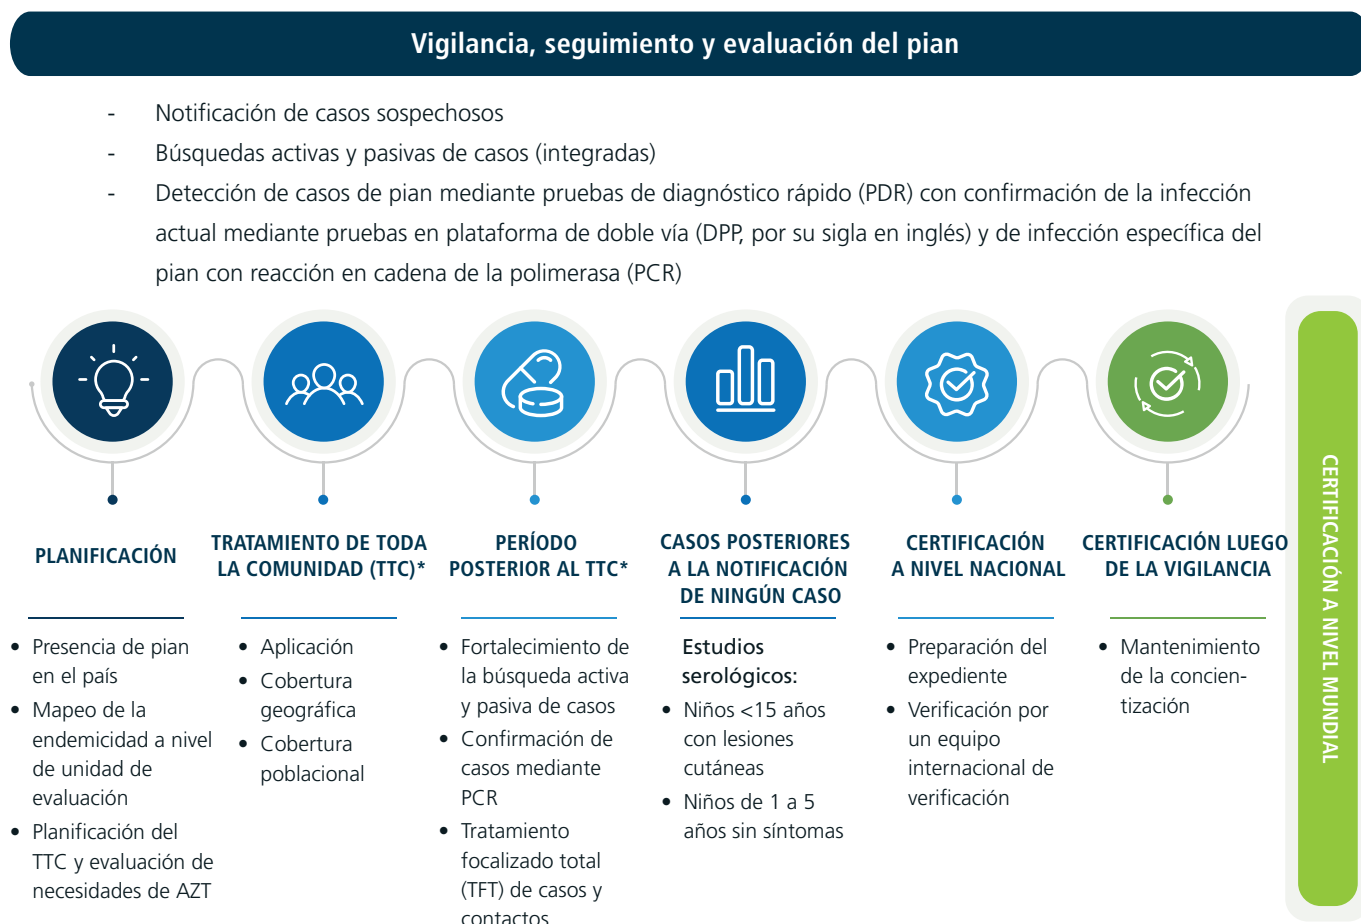 Vigilancia, seguimiento y evaluación del pian
- Notificación de casos sospechosos
- Búsquedas activas y pasivas de casos (integradas)
- Detección de casos de pian mediante pruebas de diagnóstico rápido (PDR) con confirmación de la infección
actual mediante pruebas en plataforma de doble vía (DPP, por su sigla en inglés) y de infección específica del
pian con reacción en cadena de la polimerasa (PCR)
PLANIFICACIÓN
• Presencia de pian
en el país
• Mapeo de la
endemicidad a nivel
de unidad de
evaluación
• Planificación del
TTC y evaluación de
necesidades de AZT
TRATAMIENTO DE TODA
LA COMUNIDAD (TTC)*
• Aplicación
• Cobertura
geográfica
• Cobertura
poblacional
PERÍODO
POSTERIOR AL TTC*
• Fortalecimiento de
la búsqueda activa
y pasiva de casos
• Confirmación de
casos mediante
PCR
• Tratamiento
focalizado total
(TFT) de casos y
contactos
CASOS POSTERIORES
A LA NOTIFICACIÓN
DE NINGÚN CASO
Estudios
serológicos:
• Niños <15 años
con lesiones
cutáneas
• Niños de 1 a 5
años sin síntomas
CERTIFICACIÓN
A NIVEL NACIONAL
• Preparación del
expediente
• Verificación por
un equipo
internacional de
verificación
CERTIFICACIÓN LUEGO
DE LA VIGILANCIA
• Mantenimiento
de la concien-
tización
CERTIFICACIÓN A NIVEL MUNDIAL